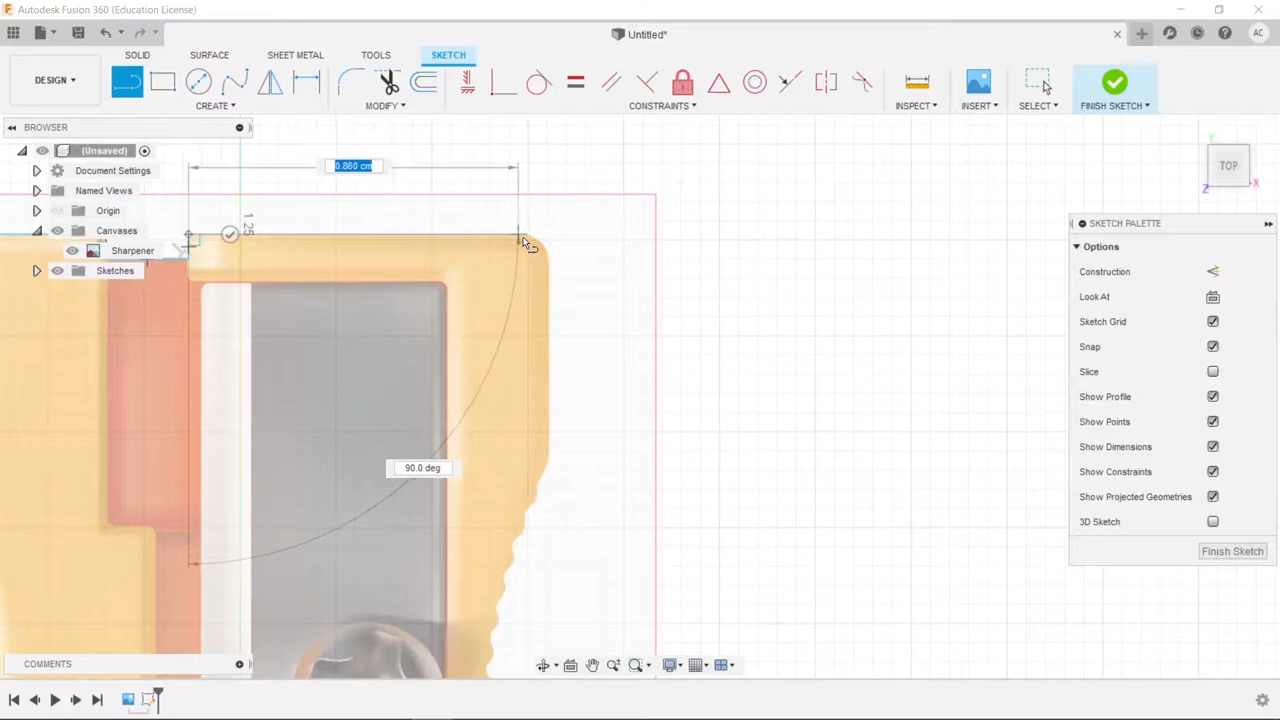 Autodesk Fusion 360 (Education License)
Untitled*
AC
DESIGN
SOLID
SURFACE
SHEET METAL
TOOLS
SKETCH
CREATE
MODIFY
CONSTRAINTS
INSPECT
INSERT
SELECT
FINISH SKETCH
BROWSER
(Unsaved)
Document Settings
Named Views
Origin
Canvases
Sharpener
Sketches
0.860 cm
1.25
90.0 deg
TOP
X
Y
Z
SKETCH PALETTE
Options
Construction
Look At
Sketch Grid
Snap
Slice
Show Profile
Show Points
Show Dimensions
Show Constraints
Show Projected Geometries
3D Sketch
Finish Sketch
COMMENTS